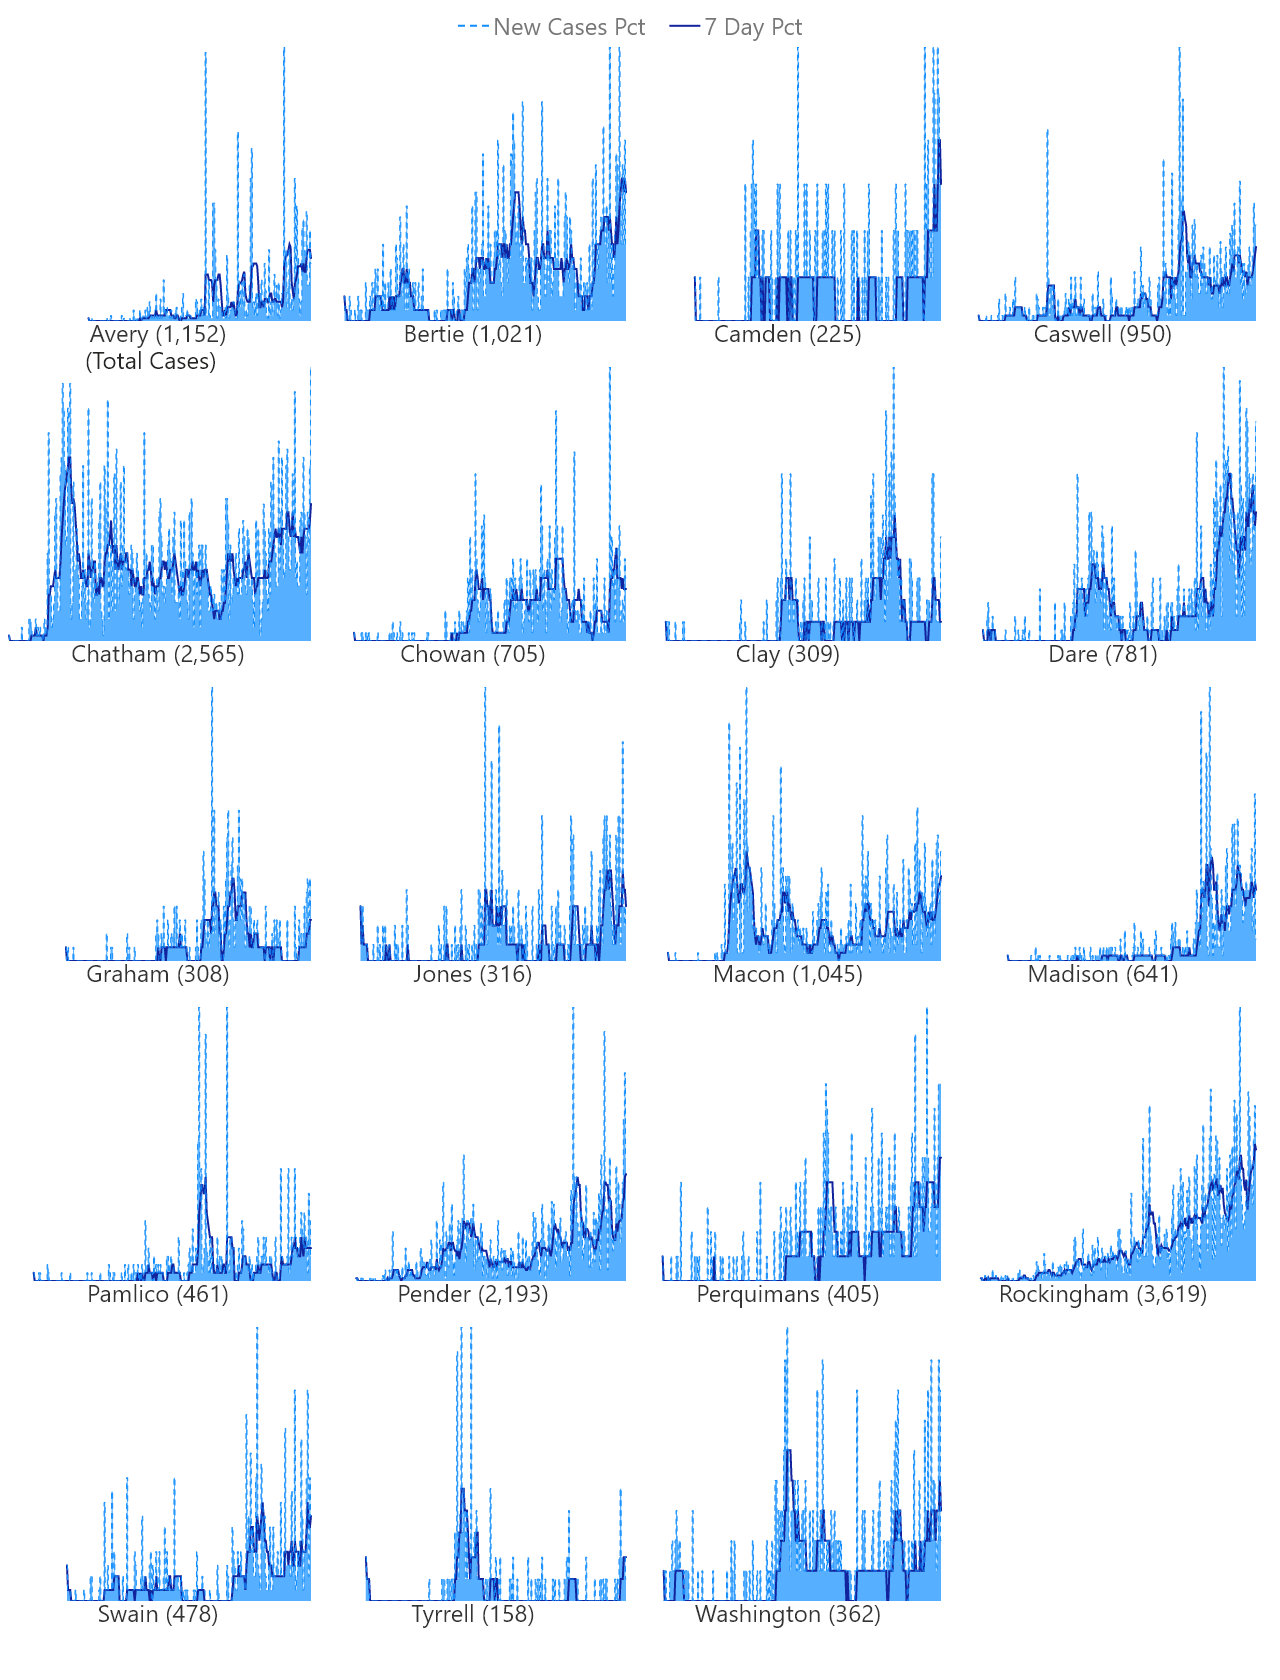 New Cases Pct 7 Day Pct
Avery (1,152) Bertie (1,021) Camden (225) Caswell (950)
(Total Cases)
Chatham (2,565) Chowan (705) Clay (309) Dare (781)
Graham (308) Jones (316) Macon (1,045) Madison (641)
Pamlico (461) Pender (2,193) Perquimans (405) Rockingham (3,619)
Swain (478) Tyrrell (158) Washington (362)